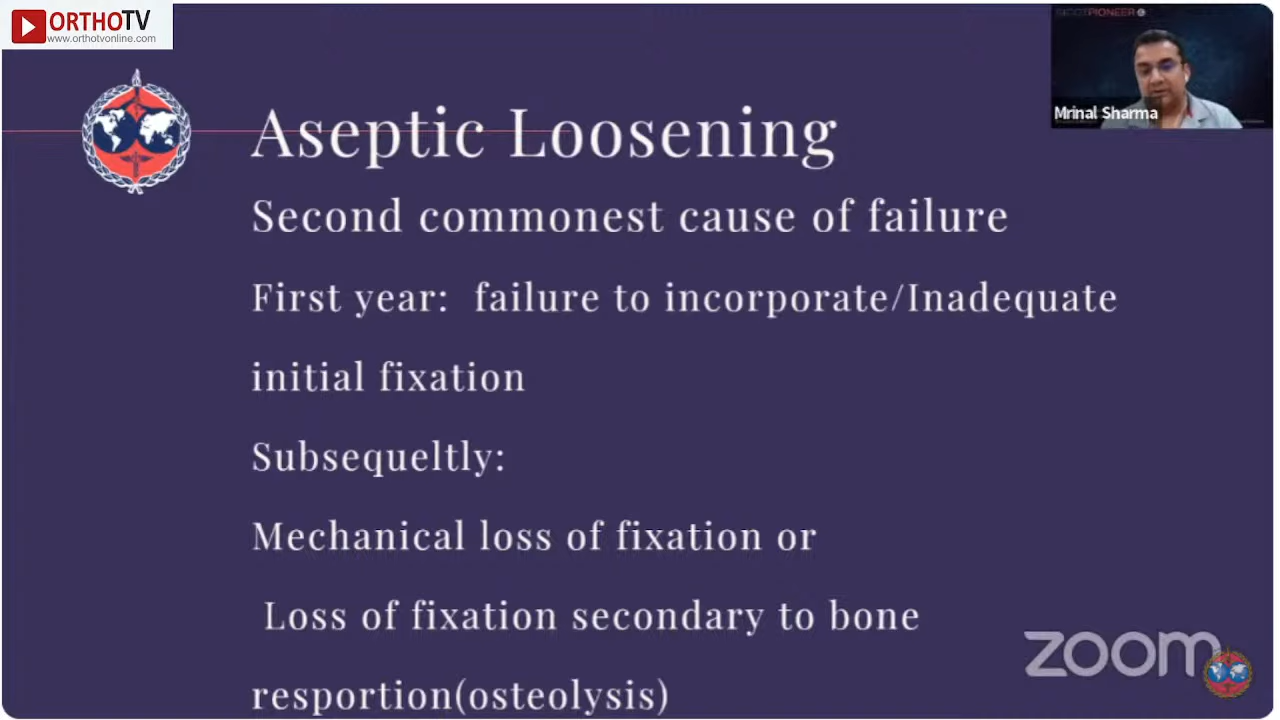 ORTHOTV
www.orthotvonline.com
PIONEER
Mrinal Sharma
Aseptic Loosening
Second commonest cause of failure
First year: failure to incorporate/Inadequate
initial fixation
Subsequeltly:
Mechanical loss of fixation or
Loss of fixation secondary to bone
resportion(osteolysis)
zoom